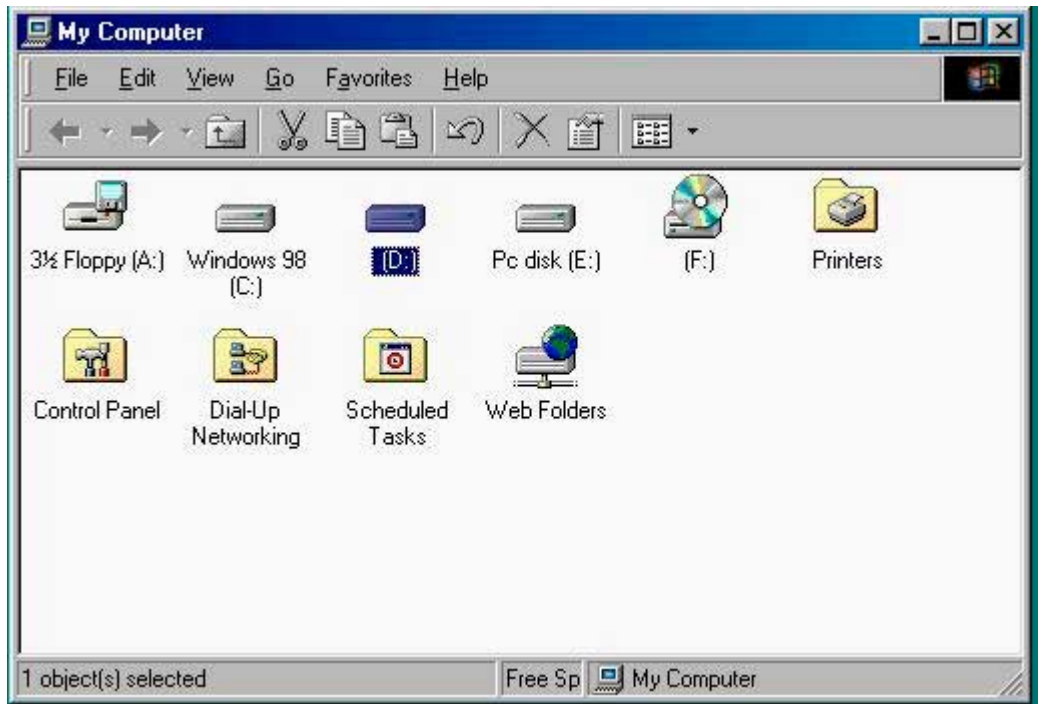 My Computer
File Edit View Go Favorites Help
3½ Floppy (A:) Windows 98 (D:) Pc disk (E:) (F:) Printers
(C:)
Control Panel Dial-Up Scheduled Web Folders
Networking Tasks
1 object(s) selected Free Sp My Computer